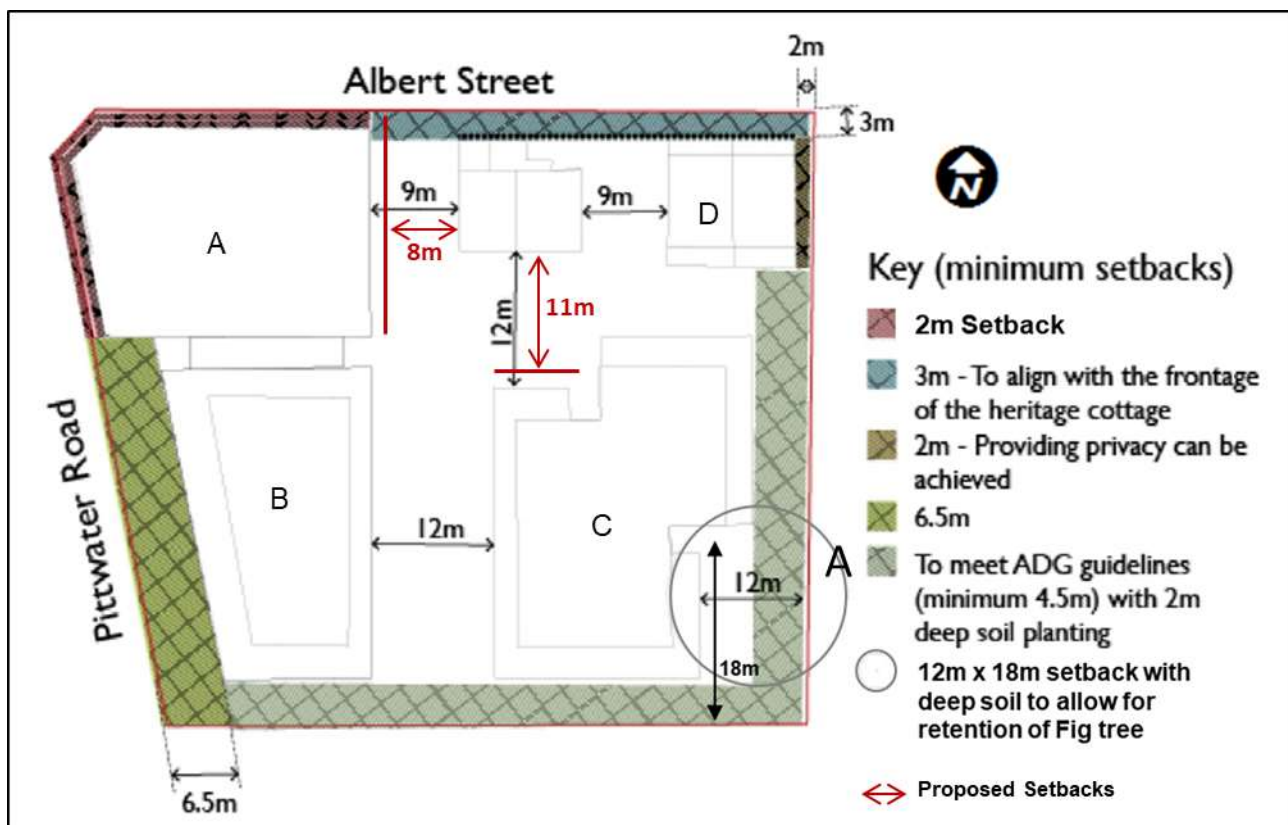 2m
Albert Street
3m
N
9m
9m
D
A
8m
12m
11m
Key (minimum setbacks)
2m Setback
3m - To align with the frontage
of the heritage cottage
2m - Providing privacy can be
achieved
6.5m
To meet ADG guidelines
(minimum 4.5m) with 2m
deep soil planting
12m x 18m setback with
deep soil to allow for
retention of Fig tree
Proposed Setbacks
Pittwater Road
B
12m
C
A
12m
18m
6.5m